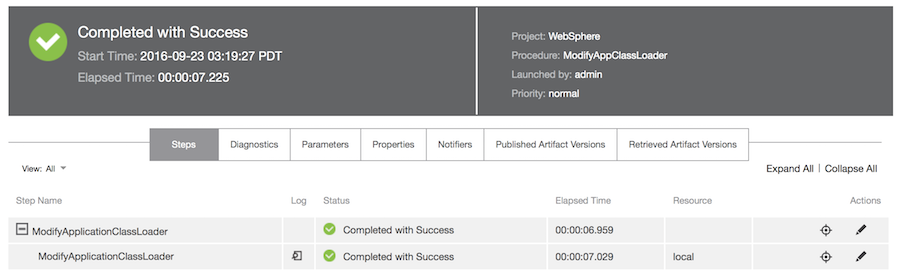 Completed with Success
Start Time: 2016-09-23 03:19:27 PDT
Elapsed Time: 00:00:07.225
Project: WebSphere
Procedure: ModifyAppClassLoader
Launched by: admin
Priority: normal
Steps Diagnostics Parameters Properties Notifiers Published Artifact Versions Retrieved Artifact Versions
View: All Expand All | Collapse All
Step Name Log Status Elapsed Time Resource Actions
ModifyApplicationClassLoader Completed with Success 00:00:06.959
ModifyApplicationClassLoader Completed with Success 00:00:07.029 local